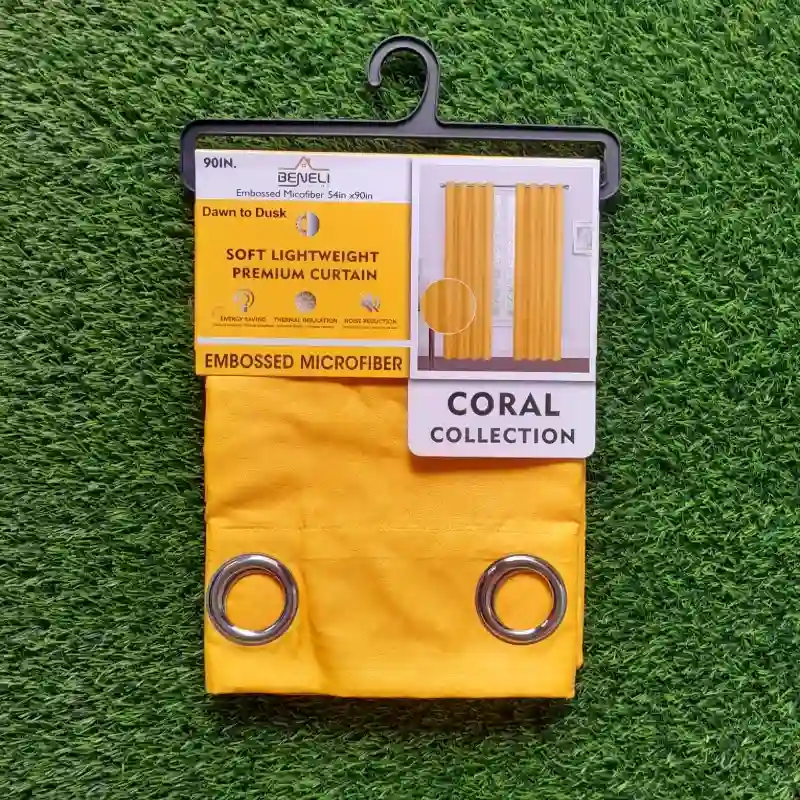 90IN.
BENELI
Embossed Micofiber 54in x90in
Dawn to Dusk
SOFT LIGHTWEIGHT
PREMIUM CURTAIN
ENERGY SAVING THERMAL INSULATION NOISE REDUCTION
EMBOSSED MICROFIBER
CORAL
COLLECTION